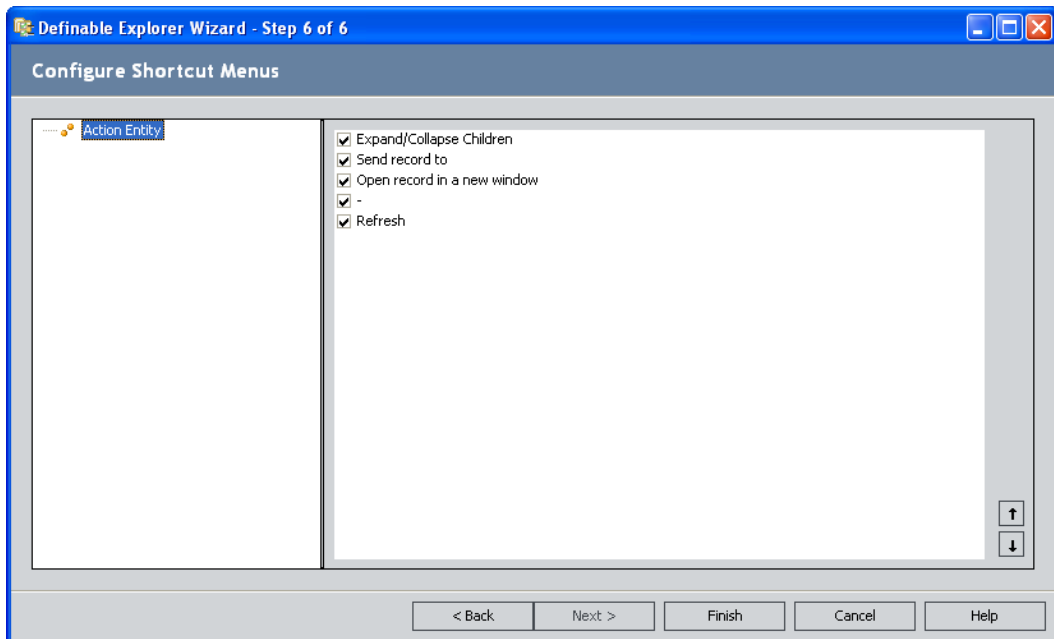 Definable Explorer Wizard - Step 6 of 6
Configure Shortcut Menus
Action Entity
Expand/Collapse Children
Send record to
Open record in a new window
-
Refresh
< Back Next > Finish Cancel Help